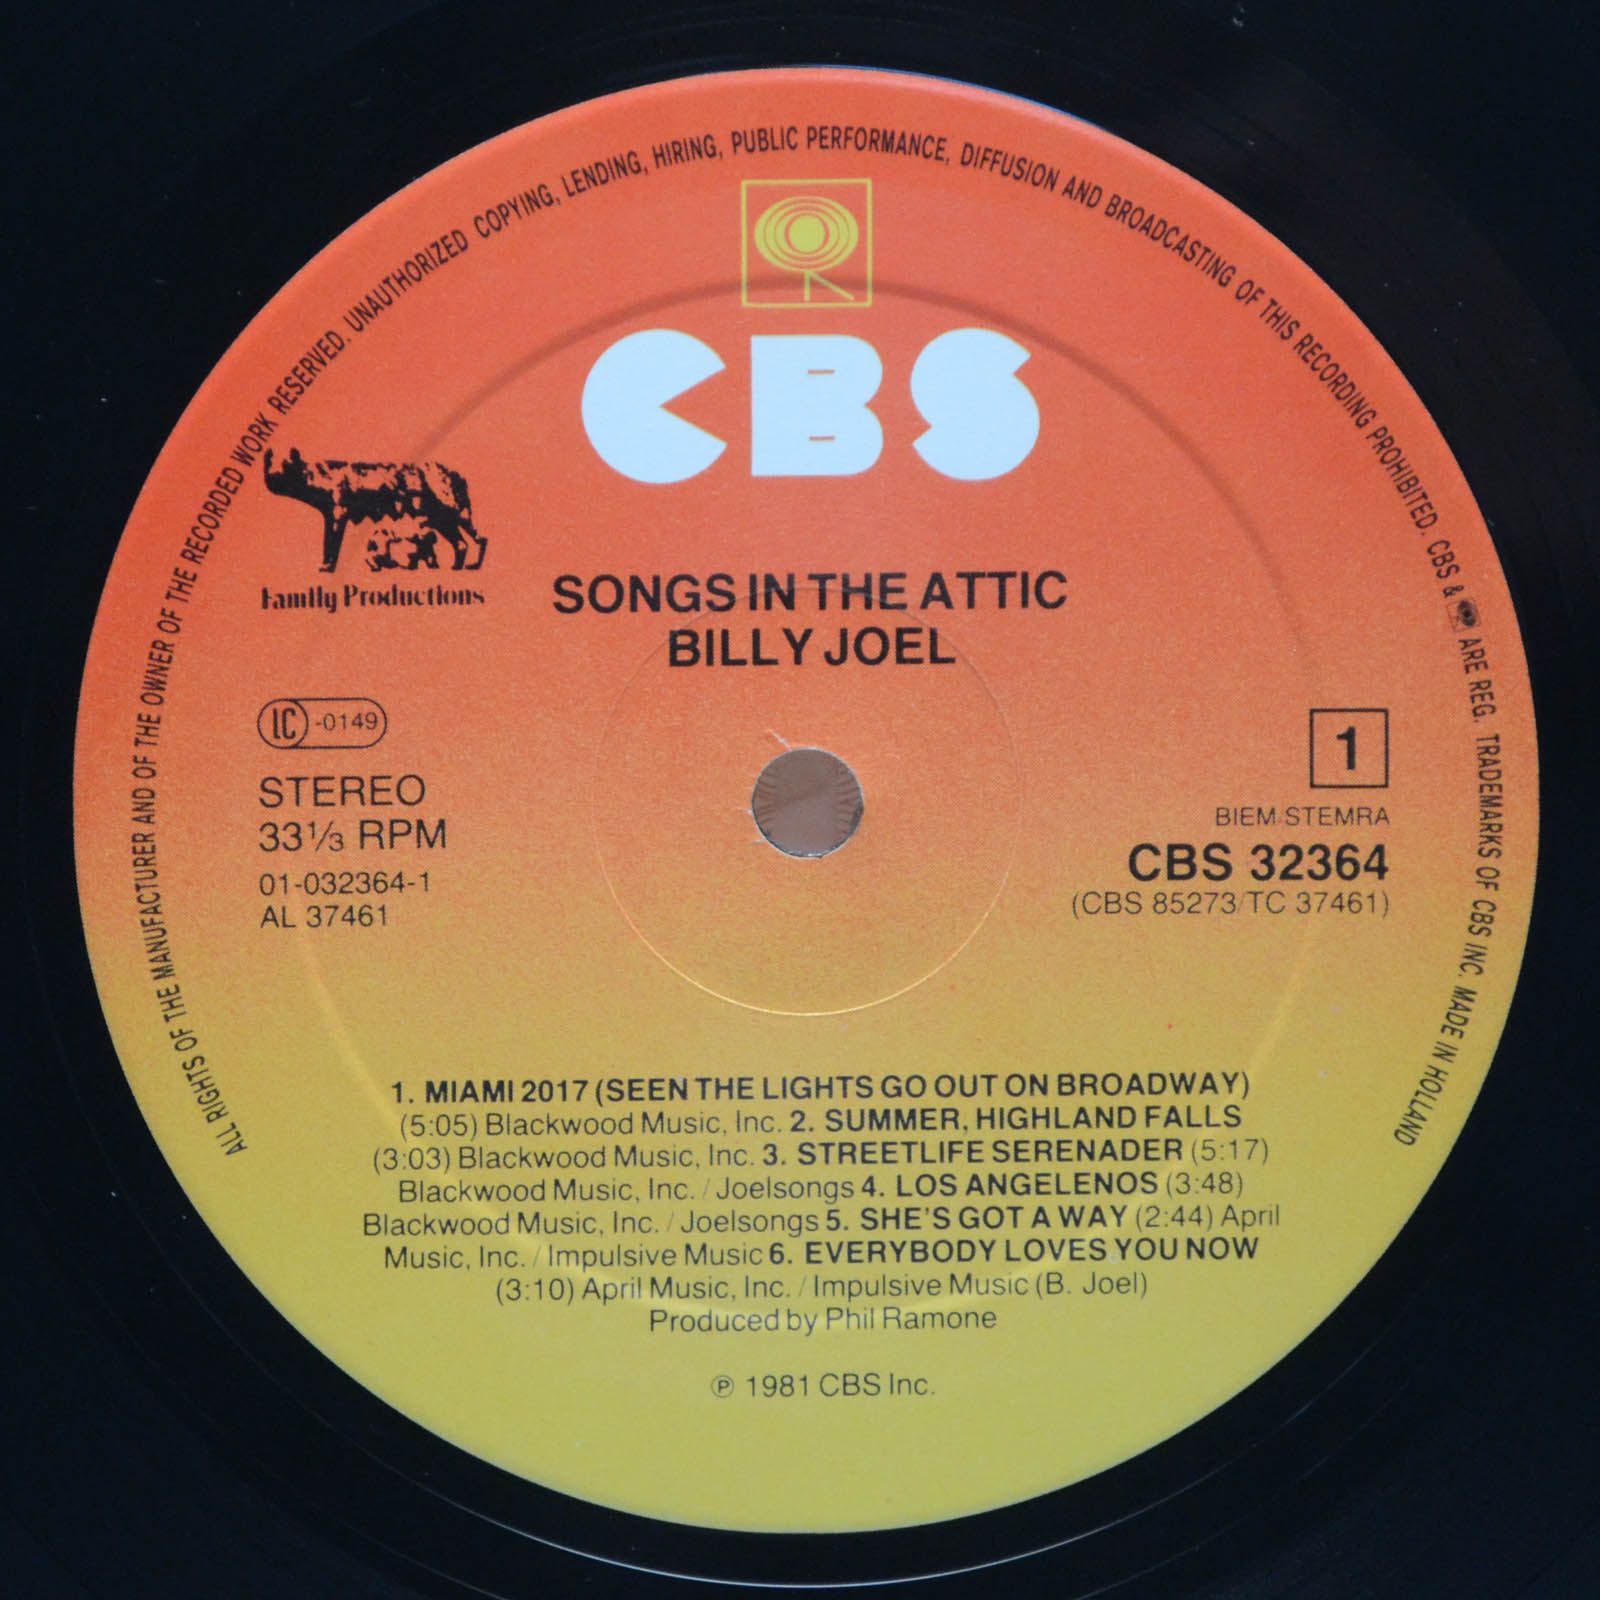 ALL RIGHTS OF THE MANUFACTURER AND OF THE OWNER OF THE RECORDED WORK RESERVED. UNAUTHORIZED COPYING, LENDING, HIRING, PUBLIC PERFORMANCE, DIFFUSION AND BROADCASTING OF THIS RECORDING PROHIBITED. CBS & ARE REG. TRADEMARKS OF CBS INC. MADE IN HOLLAND
CBS
Family Productions
SONGS IN THE ATTIC
BILLY JOEL
LC -0149
STEREO
33 1/3 RPM
01-032364-1
AL 37461
1
BIEM/STEMRA
CBS 32364
(CBS 85273/TC 37461)
1. MIAMI 2017 (SEEN THE LIGHTS GO OUT ON BROADWAY)
(5:05) Blackwood Music, Inc. 2. SUMMER, HIGHLAND FALLS
(3:03) Blackwood Music, Inc. 3. STREETLIFE SERENADER (5:17)
Blackwood Music, Inc. / Joelsongs 4. LOS ANGELENOS (3:48)
Blackwood Music, Inc. / Joelsongs 5. SHE'S GOT A WAY (2:44) April
Music, Inc. / Impulsive Music 6. EVERYBODY LOVES YOU NOW
(3:10) April Music, Inc. / Impulsive Music (B. Joel)
Produced by Phil Ramone
℗ 1981 CBS Inc.